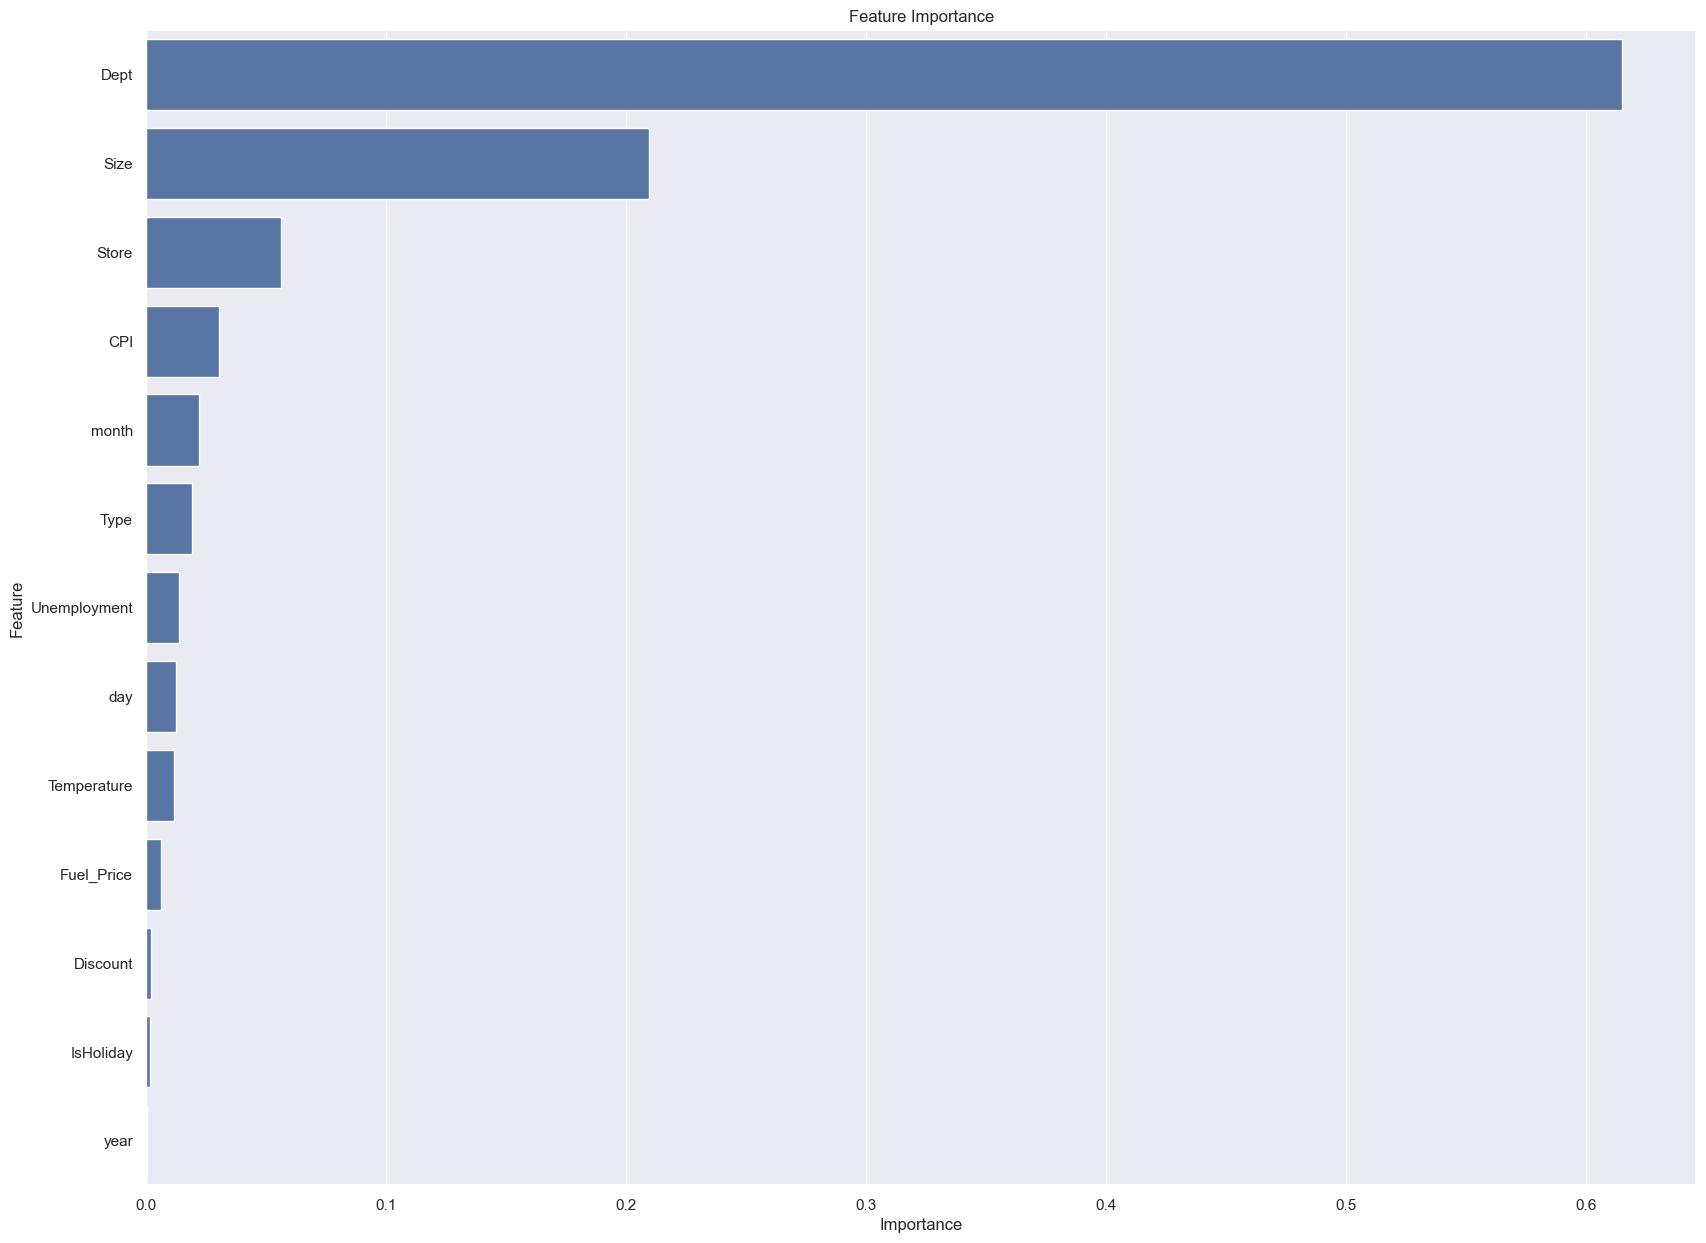 Feature Importance
Dept
Size
Store
CPI
month
Type
Unemployment
day
Temperature
Fuel_Price
Discount
IsHoliday
year
Feature
0.0 0.1 0.2 0.3 0.4 0.5 0.6
Importance